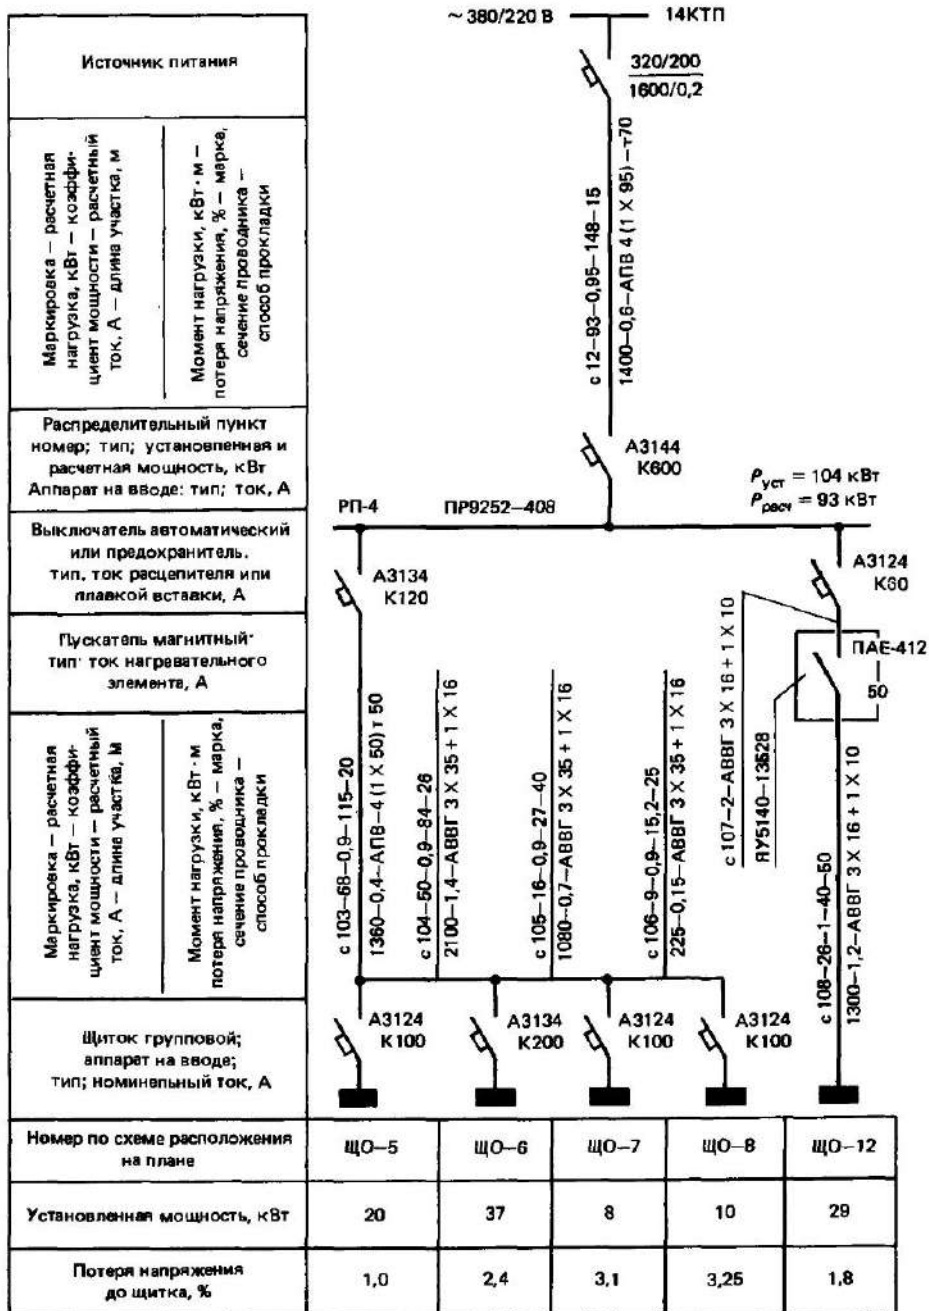 ~ 380/220 В
14КТП
Источник питания
320/200
1600/0,2
Маркировка – расчетная
нагрузка, кВт – коэффи-
циент мощности – расчетный
ток, А – длина участка, м
Момент нагрузки, кВт · м –
потеря напряжения, % – марка,
сечение проводника –
способ прокладки
с 12–93–0,95–148–15
1400–0,6–АПВ 4 (1 X 95) –т70
Распределительный пункт
номер; тип; установленная и
расчетная мощность, кВт
Аппарат на вводе: тип; ток, А
А3144
К600
Pуст = 104 кВт
Pрасч = 93 кВт
РП-4
ПР9252–408
Выключатель автоматический
или предохранитель.
тип, ток расцепителя или
плавкой вставки, А
А3134
К120
А3124
К60
Пускатель магнитный·
тип· ток нагревательного
элемента, А
ПАЕ-412
50
Маркировка – расчетная
нагрузка, кВт – коэффи-
циент мощности – расчетный
ток, А – длина участка, м
Момент нагрузки, кВт · м
потеря напряжения, % – марка,
сечение проводника –
способ прокладки
с 103–68–0,9–115–20
1360–0,4–АПВ–4 (1 X 50) т 50
с 104–50–0,9–84–26
2100–1,4–АВВГ 3 X 35 + 1 X 16
с 105–16–0,9–27–40
1080–0,7–АВВГ 3 X 35 + 1 X 16
с 106–9–0,9–15,2–25
225–0,15–АВВГ 3 X 35 + 1 X 16
с 107–2–АВВГ 3 X 16 + 1 X 10
с 108–26–1–40–50
1300–1,2–АВВГ 3 X 16 + 1 X 10
Щиток групповой;
аппарат на вводе;
тип; номинальный ток, А
А3124
К100
А3134
К200
А3124
К100
А3124
К100
Номер по схеме расположения
на плане
ЩО–5
ЩО–6
ЩО–7
ЩО–8
ЩО–12
Установленная мощность, кВт
20
37
8
10
29
Потеря напряжения
до щитка, %
1,0
2,4
3,1
3,25
1,8